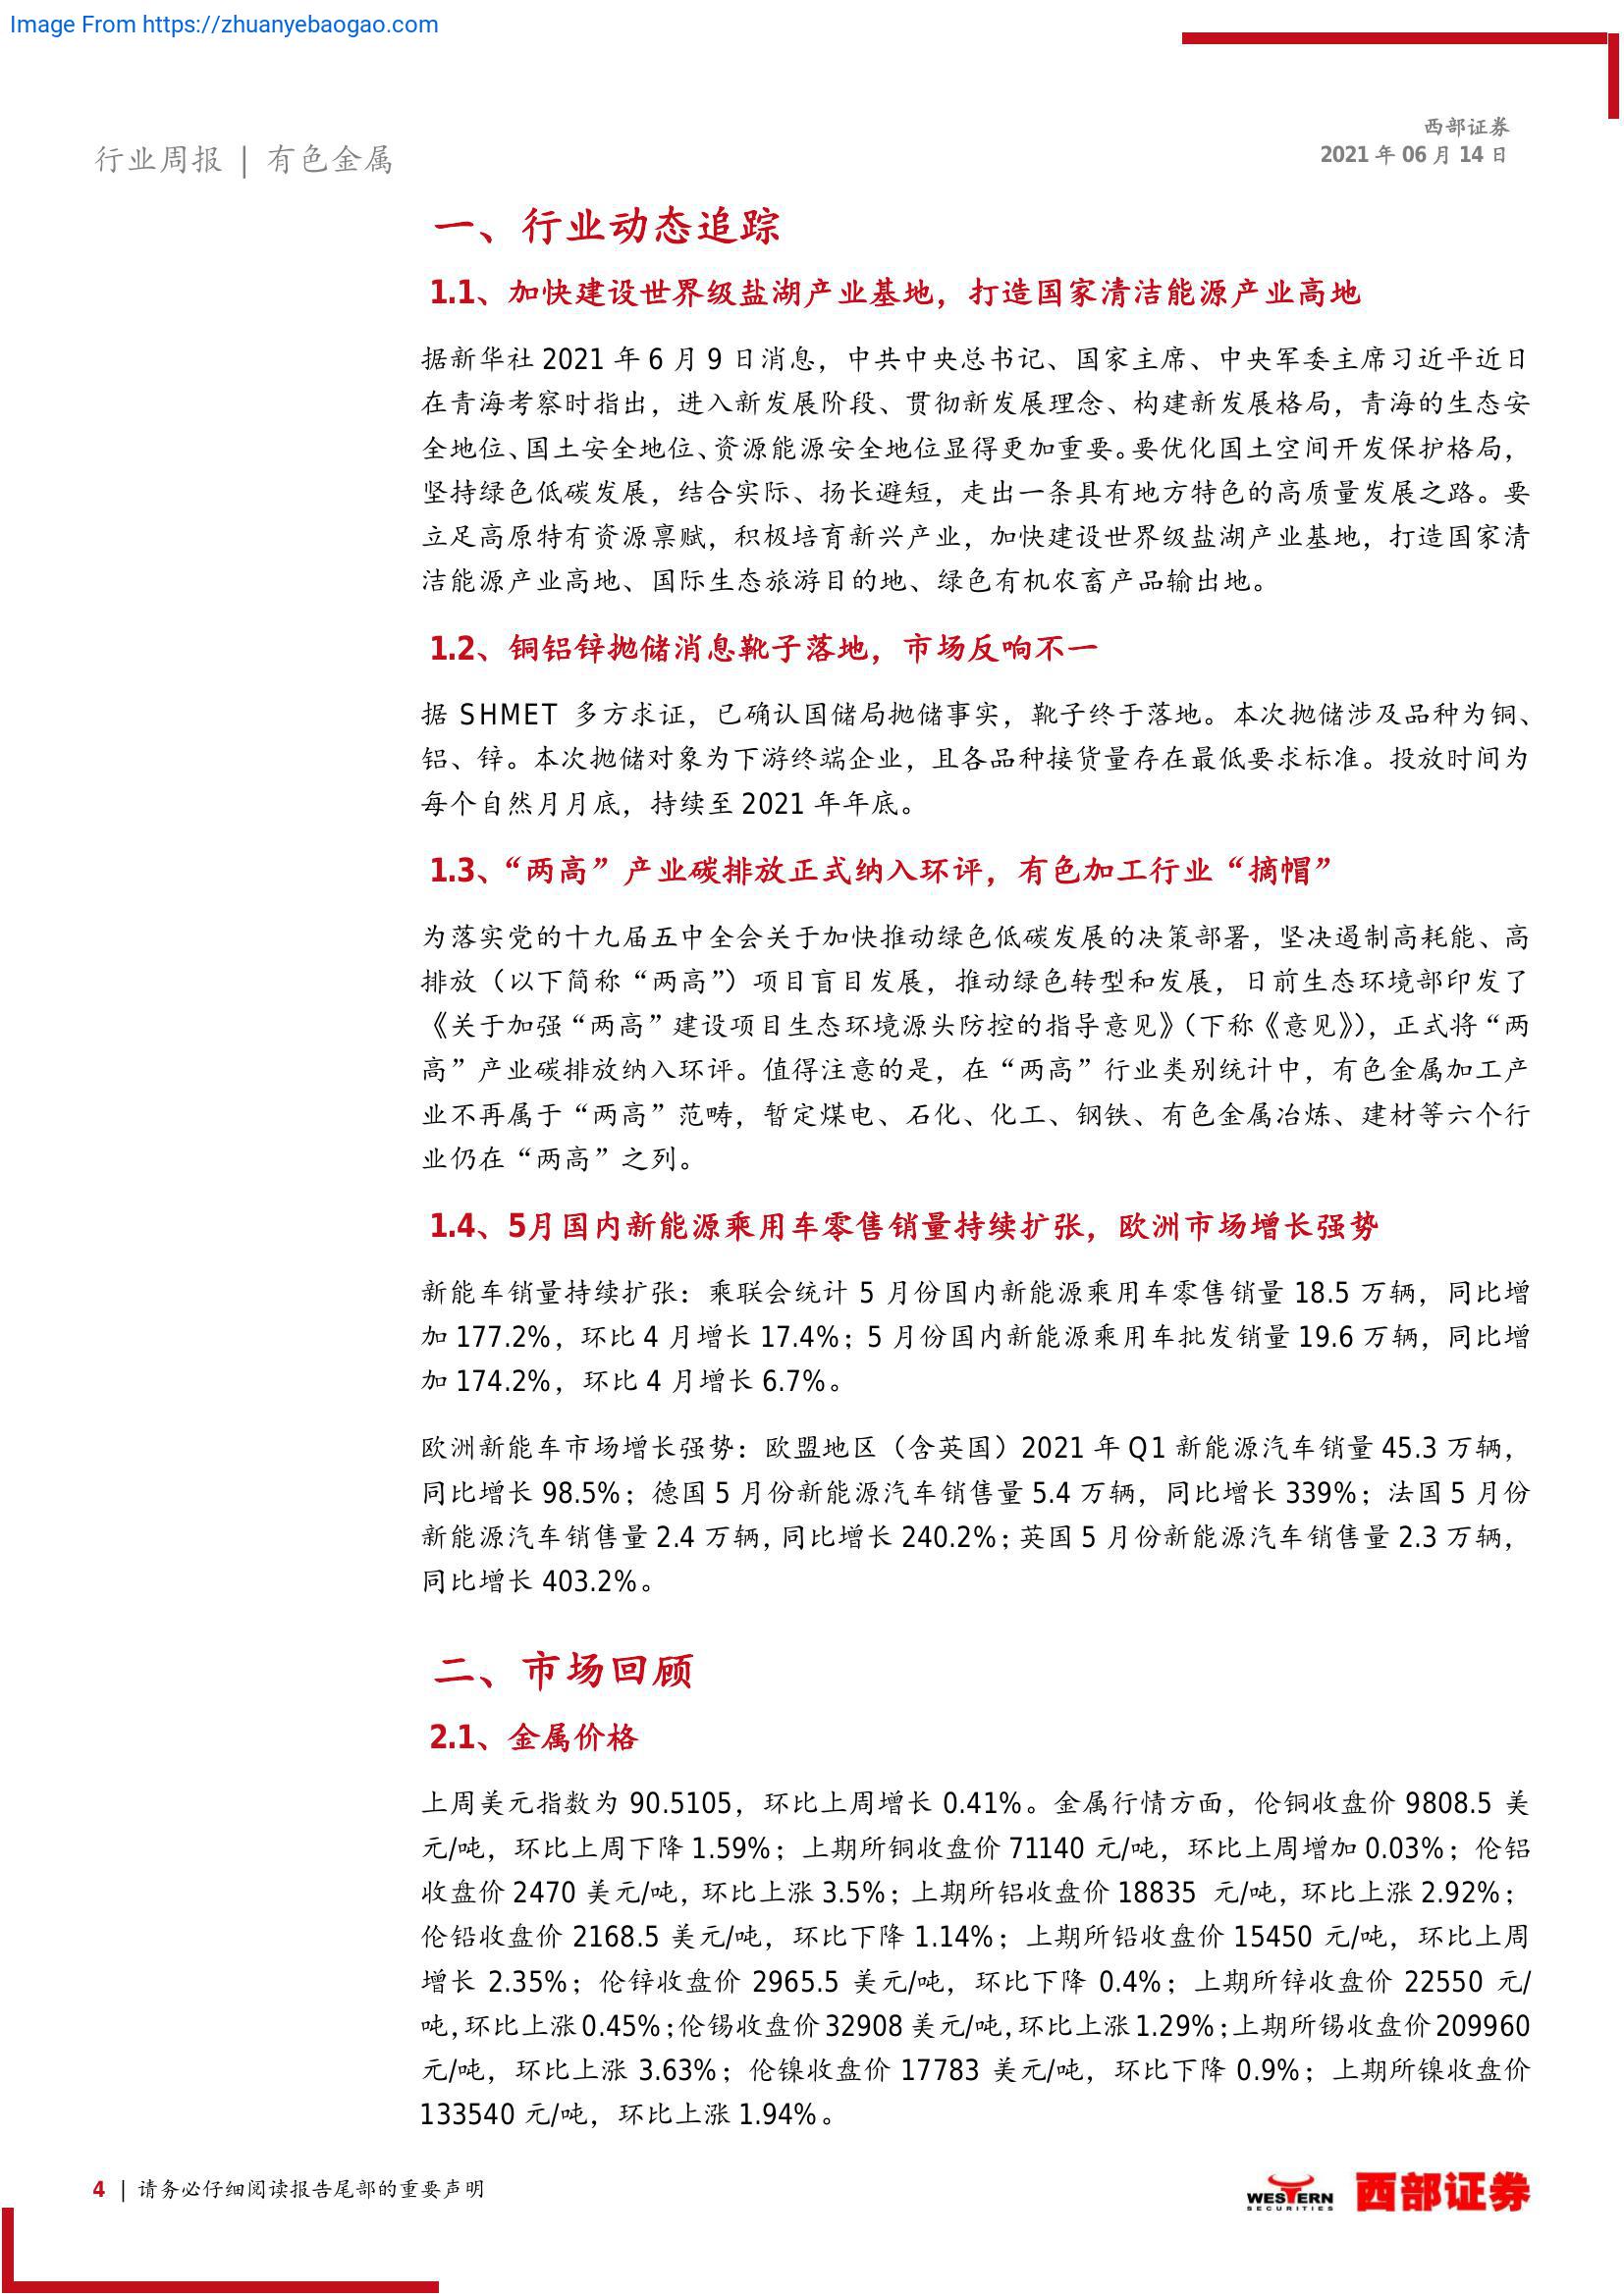 Image From https://zhuanyebaogao.com
行业周报 | 有色金属
西部证券
2021 年 06 月 14 日
一、行业动态追踪
1.1、加快建设世界级盐湖产业基地，打造国家清洁能源产业高地
据新华社 2021 年 6 月 9 日消息，中共中央总书记、国家主席、中央军委主席习近平近日
在青海考察时指出，进入新发展阶段、贯彻新发展理念、构建新发展格局，青海的生态安
全地位、国土安全地位、资源能源安全地位显得更加重要。要优化国土空间开发保护格局，
坚持绿色低碳发展，结合实际、扬长避短，走出一条具有地方特色的高质量发展之路。要
立足高原特有资源禀赋，积极培育新兴产业，加快建设世界级盐湖产业基地，打造国家清
洁能源产业高地、国际生态旅游目的地、绿色有机农畜产品输出地。
1.2、铜铝锌抛储消息靴子落地，市场反响不一
据 SHMET 多方求证，已确认国储局抛储事实，靴子终于落地。本次抛储涉及品种为铜、
铝、锌。本次抛储对象为下游终端企业，且各品种接货量存在最低要求标准。投放时间为
每个自然月月底，持续至 2021 年年底。
1.3、“两高”产业碳排放正式纳入环评，有色加工行业“摘帽”
为落实党的十九届五中全会关于加快推动绿色低碳发展的决策部署，坚决遏制高耗能、高
排放（以下简称“两高”）项目盲目发展，推动绿色转型和发展，日前生态环境部印发了
《关于加强“两高”建设项目生态环境源头防控的指导意见》（下称《意见》），正式将“两
高”产业碳排放纳入环评。值得注意的是，在“两高”行业类别统计中，有色金属加工产
业不再属于“两高”范畴，暂定煤电、石化、化工、钢铁、有色金属冶炼、建材等六个行
业仍在“两高”之列。
1.4、5月国内新能源乘用车零售销量持续扩张，欧洲市场增长强势
新能车销量持续扩张：乘联会统计 5 月份国内新能源乘用车零售销量 18.5 万辆，同比增
加 177.2%，环比 4 月增长 17.4%；5 月份国内新能源乘用车批发销量 19.6 万辆，同比增
加 174.2%，环比 4 月增长 6.7%。
欧洲新能车市场增长强势：欧盟地区（含英国）2021 年 Q1 新能源汽车销量 45.3 万辆，
同比增长 98.5%；德国 5 月份新能源汽车销售量 5.4 万辆，同比增长 339%；法国 5 月份
新能源汽车销售量 2.4 万辆，同比增长 240.2%；英国 5 月份新能源汽车销售量 2.3 万辆，
同比增长 403.2%。
二、市场回顾
2.1、金属价格
上周美元指数为 90.5105，环比上周增长 0.41%。金属行情方面，伦铜收盘价 9808.5 美
元/吨，环比上周下降 1.59%；上期所铜收盘价 71140 元/吨，环比上周增加 0.03%；伦铝
收盘价 2470 美元/吨，环比上涨 3.5%；上期所铝收盘价 18835 元/吨，环比上涨 2.92%；
伦铅收盘价 2168.5 美元/吨，环比下降 1.14%；上期所铅收盘价 15450 元/吨，环比上周
增长 2.35%；伦锌收盘价 2965.5 美元/吨，环比下降 0.4%；上期所锌收盘价 22550 元/
吨，环比上涨 0.45%；伦锡收盘价 32908 美元/吨，环比上涨 1.29%；上期所锡收盘价 209960
元/吨，环比上涨 3.63%；伦镍收盘价 17783 美元/吨，环比下降 0.9%；上期所镍收盘价
133540 元/吨，环比上涨 1.94%。
4 | 请务必仔细阅读报告尾部的重要声明
WESTERN
SECURITIES
西部证券